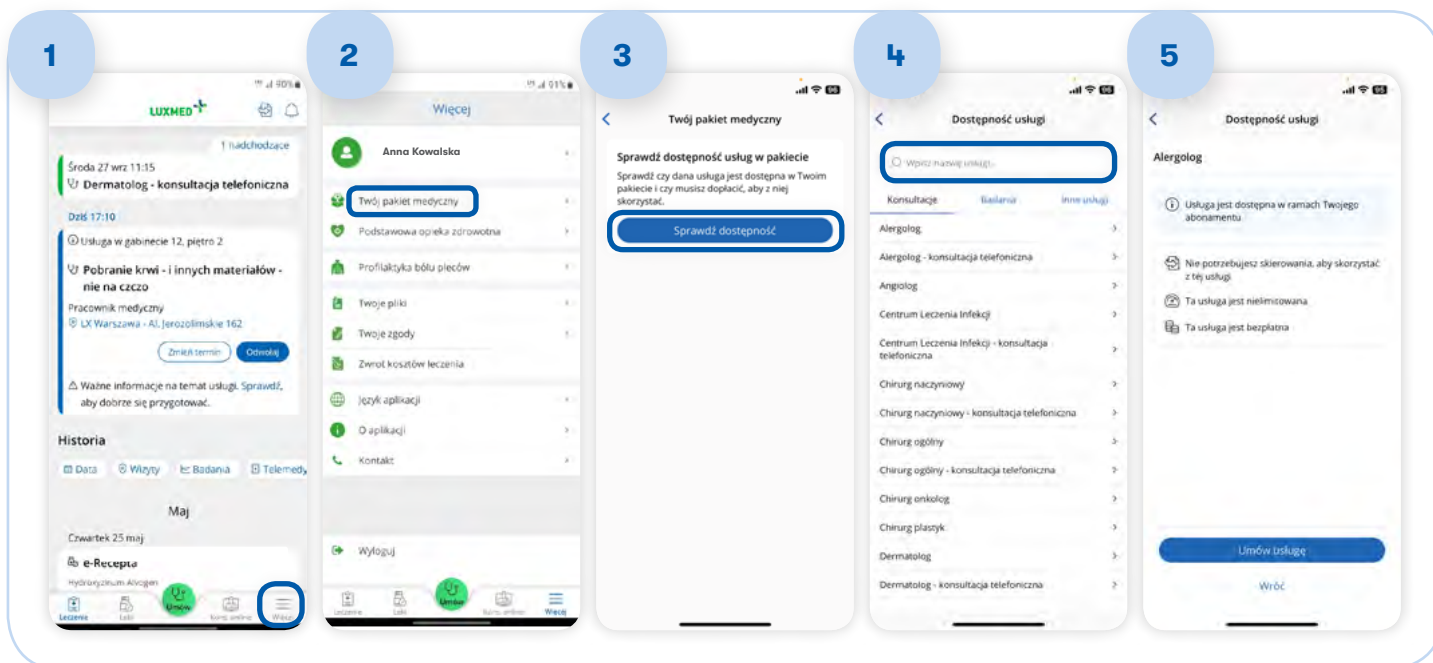 1
90%
LUXMED
1 nadchodzące
Środa 27 wrz 11:15
Dermatolog - konsultacja telefoniczna
Dziś 17:10
Usługa w gabinecie 12, piętro 2
Pobranie krwi - i innych materiałów -
nie na czczo
Pracownik medyczny
LX Warszawa - Al. Jerozolimskie 162
Zmień termin
Odwołaj
Ważne informacje na temat usługi. Sprawdź,
aby dobrze się przygotować.
Historia
Data
Wizyty
Badania
Telemedy
Maj
Czwartek 25 maj
e-Recepta
Hydroxyzinum Alvogen
Leczenie
Leki
Umów
Kons. online
Więcej
2
91%
Więcej
Anna Kowalska
Twój pakiet medyczny
Podstawowa opieka zdrowotna
Profilaktyka bólu pleców
Twoje pliki
Twoje zgody
Zwrot kosztów leczenia
Język aplikacji
O aplikacji
Kontakt
Wyloguj
Leczenie
Leki
Umów
Kons. online
Więcej
3
Twój pakiet medyczny
Sprawdź dostępność usług w pakiecie
Sprawdź czy dana usługa jest dostępna w Twoim
pakiecie i czy musisz dopłacić, aby z niej
skorzystać.
Sprawdź dostępność
4
Dostępność usługi
Wpisz nazwę usługi...
Konsultacje
Badania
Inne usługi
Alergolog
Alergolog - konsultacja telefoniczna
Angiolog
Centrum Leczenia Infekcji
Centrum Leczenia Infekcji - konsultacja
telefoniczna
Chirurg naczyniowy
Chirurg naczyniowy - konsultacja telefoniczna
Chirurg ogólny
Chirurg ogólny - konsultacja telefoniczna
Chirurg onkolog
Chirurg plastyk
Dermatolog
Dermatolog - konsultacja telefoniczna
5
Dostępność usługi
Alergolog
Usługa jest dostępna w ramach Twojego
abonamentu
Nie potrzebujesz skierowania, aby skorzystać
z tej usługi
Ta usługa jest nielimitowana
Ta usługa jest bezpłatna
Umów usługę
Wróć